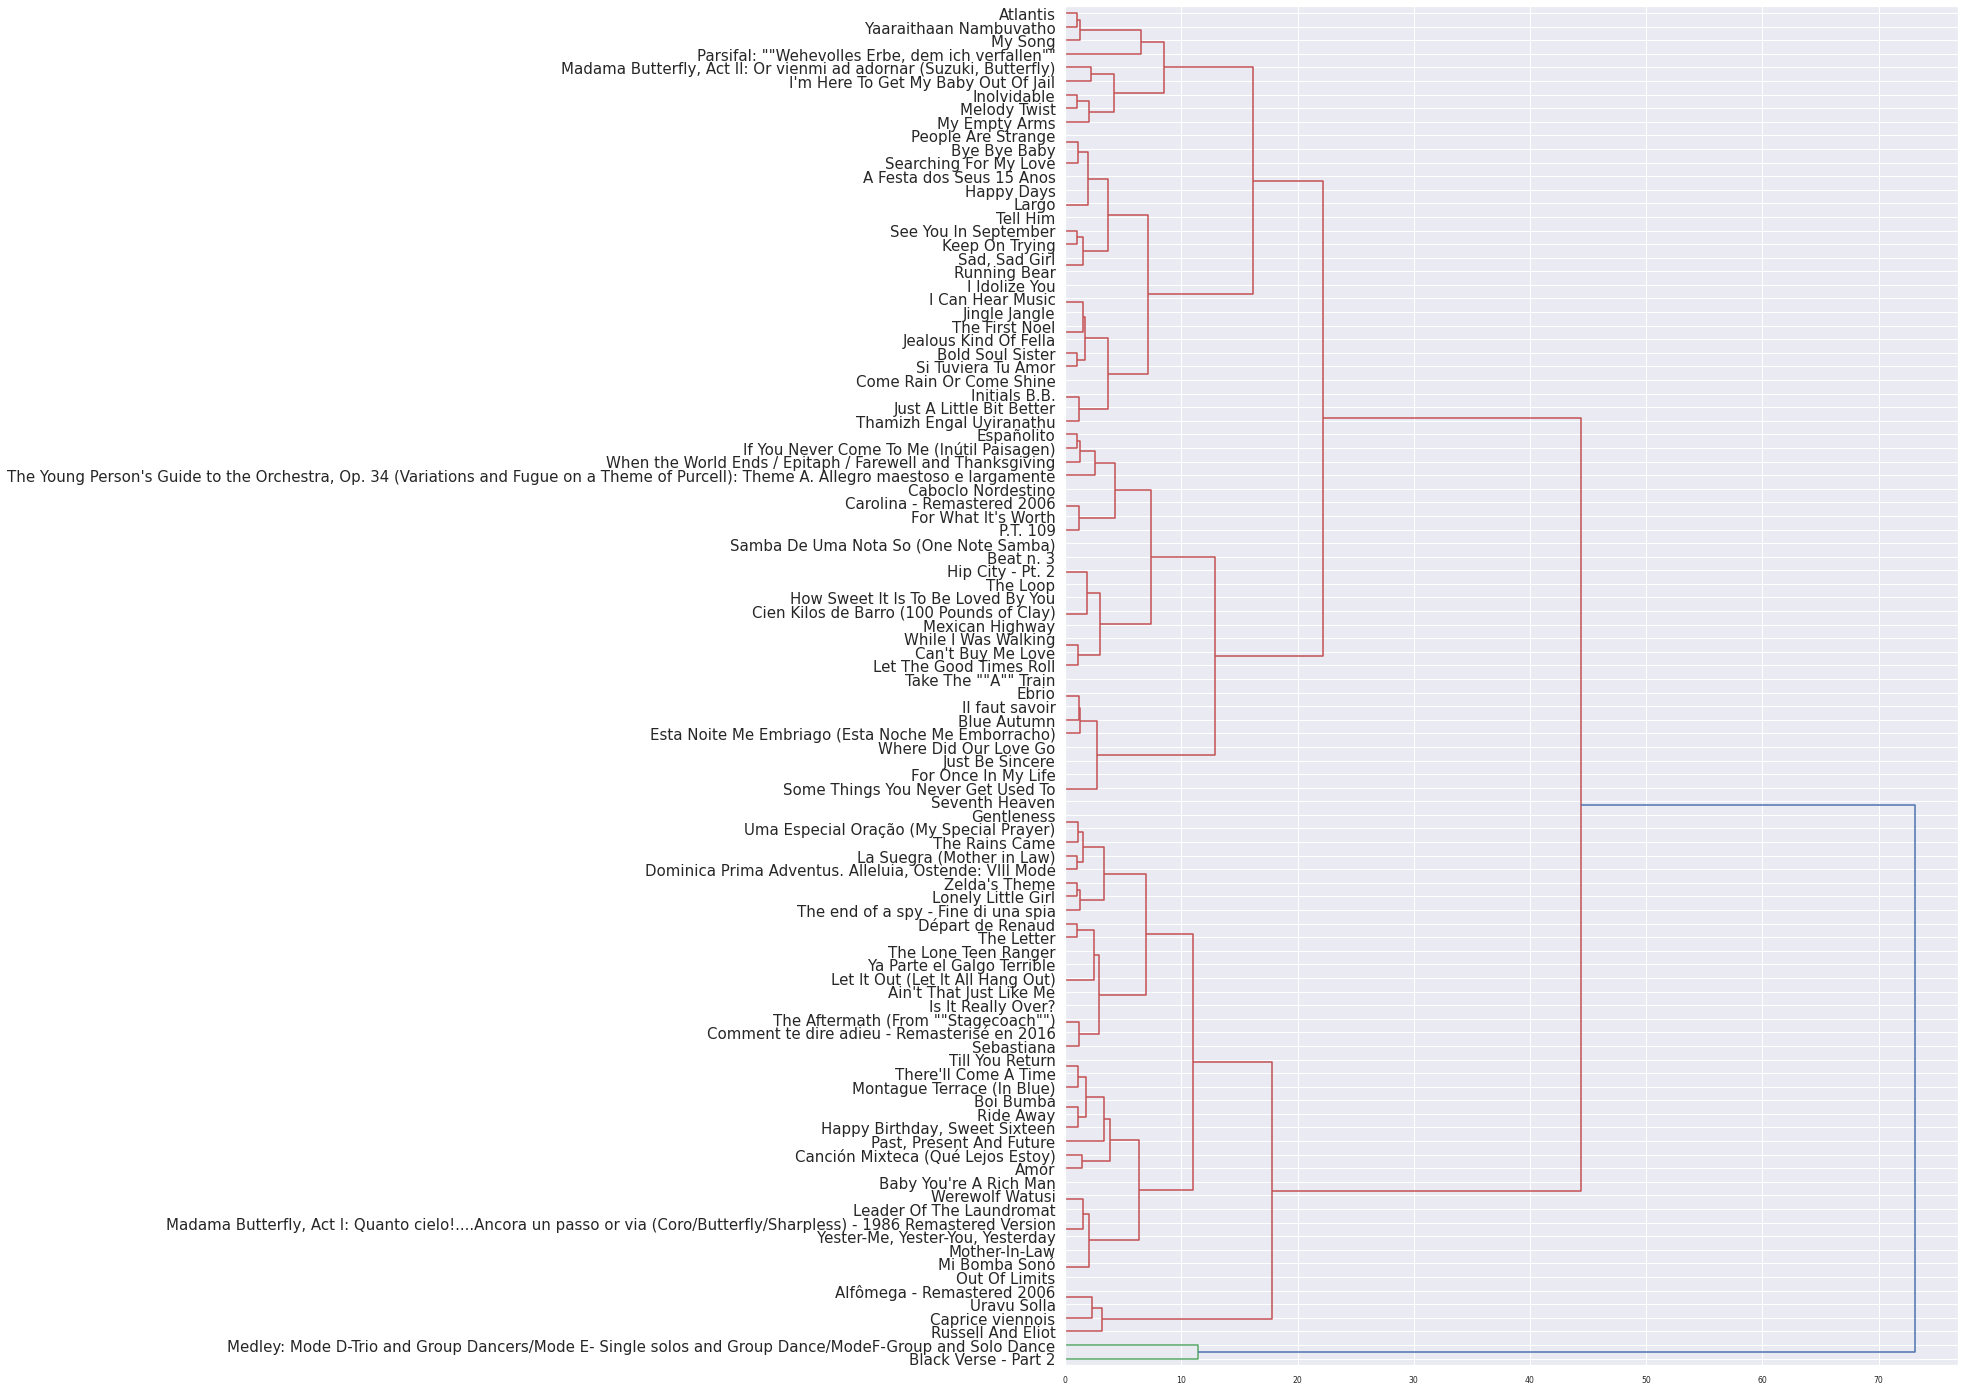 Atlantis
Yaaraithaan Nambuvatho
My Song
Parsifal: ""Wehevolles Erbe, dem ich verfallen""
Madama Butterfly, Act II: Or vienmi ad adornar (Suzuki, Butterfly)
I'm Here To Get My Baby Out Of Jail
Inolvidable
Melody Twist
My Empty Arms
People Are Strange
Bye Bye Baby
Searching For My Love
A Festa dos Seus 15 Anos
Happy Days
Largo
Tell Him
See You In September
Keep On Trying
Sad, Sad Girl
Running Bear
I Idolize You
I Can Hear Music
Jingle Jangle
The First Noel
Jealous Kind Of Fella
Bold Soul Sister
Si Tuviera Tu Amor
Come Rain Or Come Shine
Initials B.B.
Just A Little Bit Better
Thamizh Engal Uyiranathu
Españolito
If You Never Come To Me (Inútil Paisagen)
When the World Ends / Epitaph / Farewell and Thanksgiving
The Young Person's Guide to the Orchestra, Op. 34 (Variations and Fugue on a Theme of Purcell): Theme A. Allegro maestoso e largamente
Caboclo Nordestino
Carolina - Remastered 2006
For What It's Worth
P.T. 109
Samba De Uma Nota So (One Note Samba)
Beat n. 3
Hip City - Pt. 2
The Loop
How Sweet It Is To Be Loved By You
Cien Kilos de Barro (100 Pounds of Clay)
Mexican Highway
While I Was Walking
Can't Buy Me Love
Let The Good Times Roll
Take The ""A"" Train
Ebrio
Il faut savoir
Blue Autumn
Esta Noite Me Embriago (Esta Noche Me Emborracho)
Where Did Our Love Go
Just Be Sincere
For Once In My Life
Some Things You Never Get Used To
Seventh Heaven
Gentleness
Uma Especial Oração (My Special Prayer)
The Rains Came
La Suegra (Mother in Law)
Dominica Prima Adventus. Alleluia, Ostende: VIII Mode
Zelda's Theme
Lonely Little Girl
The end of a spy - Fine di una spia
Départ de Renaud
The Letter
The Lone Teen Ranger
Ya Parte el Galgo Terrible
Let It Out (Let It All Hang Out)
Ain't That Just Like Me
Is It Really Over?
The Aftermath (From ""Stagecoach"")
Comment te dire adieu - Remasterisé en 2016
Sebastiana
Till You Return
There'll Come A Time
Montague Terrace (In Blue)
Boi Bumba
Ride Away
Happy Birthday, Sweet Sixteen
Past, Present And Future
Canción Mixteca (Qué Lejos Estoy)
Amor
Baby You're A Rich Man
Werewolf Watusi
Leader Of The Laundromat
Madama Butterfly, Act I: Quanto cielo!....Ancora un passo or via (Coro/Butterfly/Sharpless) - 1986 Remastered Version
Yester-Me, Yester-You, Yesterday
Mother-In-Law
Mi Bomba Sonó
Out Of Limits
Alfômega - Remastered 2006
Uravu Solla
Caprice viennois
Russell And Eliot
Medley: Mode D-Trio and Group Dancers/Mode E- Single solos and Group Dance/ModeF-Group and Solo Dance
Black Verse - Part 2
0 10 20 30 40 50 60 70